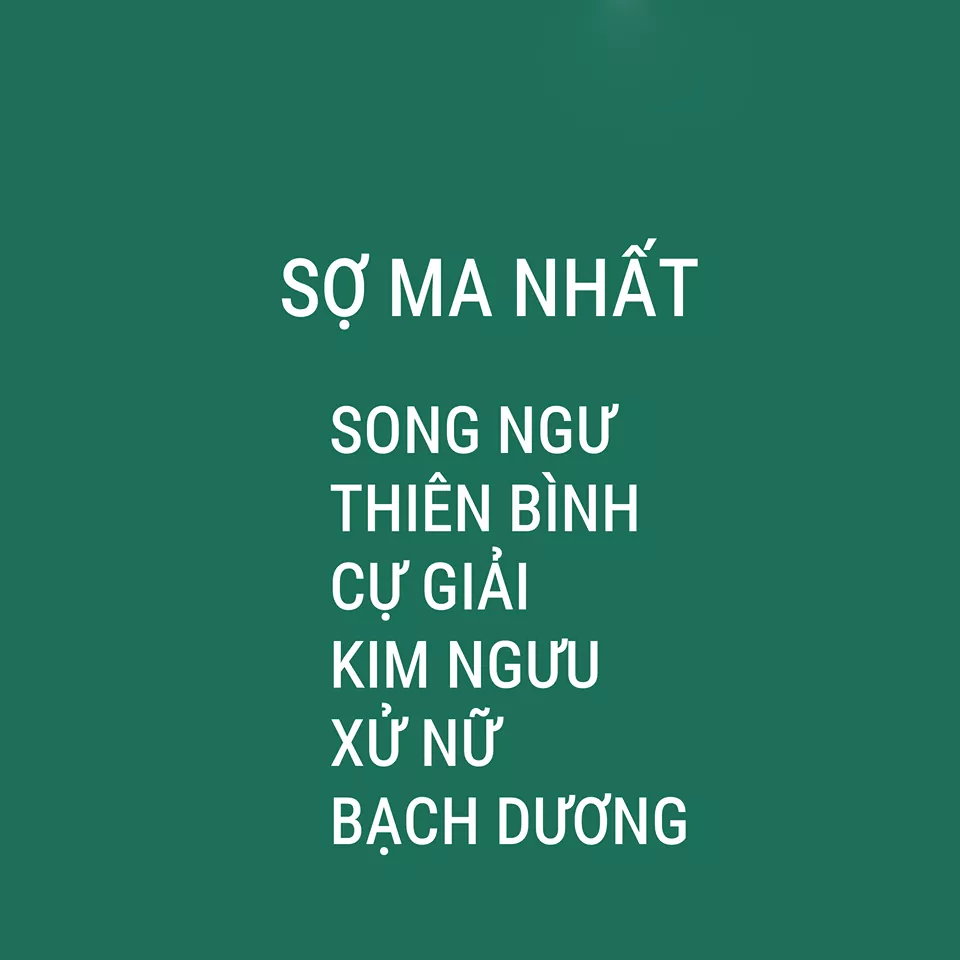 SỢ MA NHẤT
SONG NGƯ
THIÊN BÌNH
CỰ GIẢI
KIM NGƯU
XỬ NỮ
BẠCH DƯƠNG